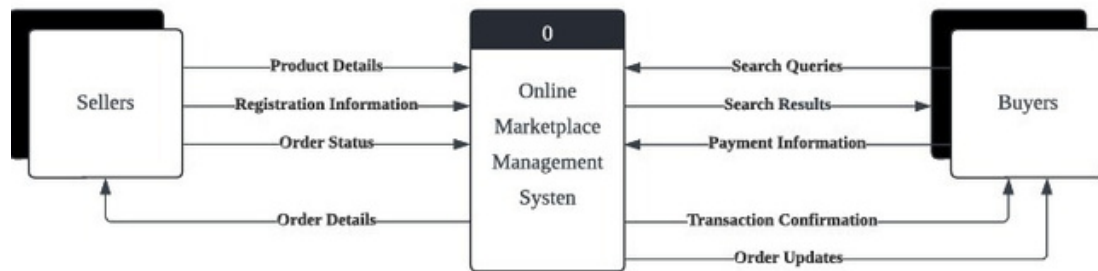 0
Product Details
Search Queries
Sellers
Registration Information
Online
Marketplace
Management
Systen
Search Results
Buyers
Order Status
Payment Information
Order Details
Transaction Confirmation
Order Updates